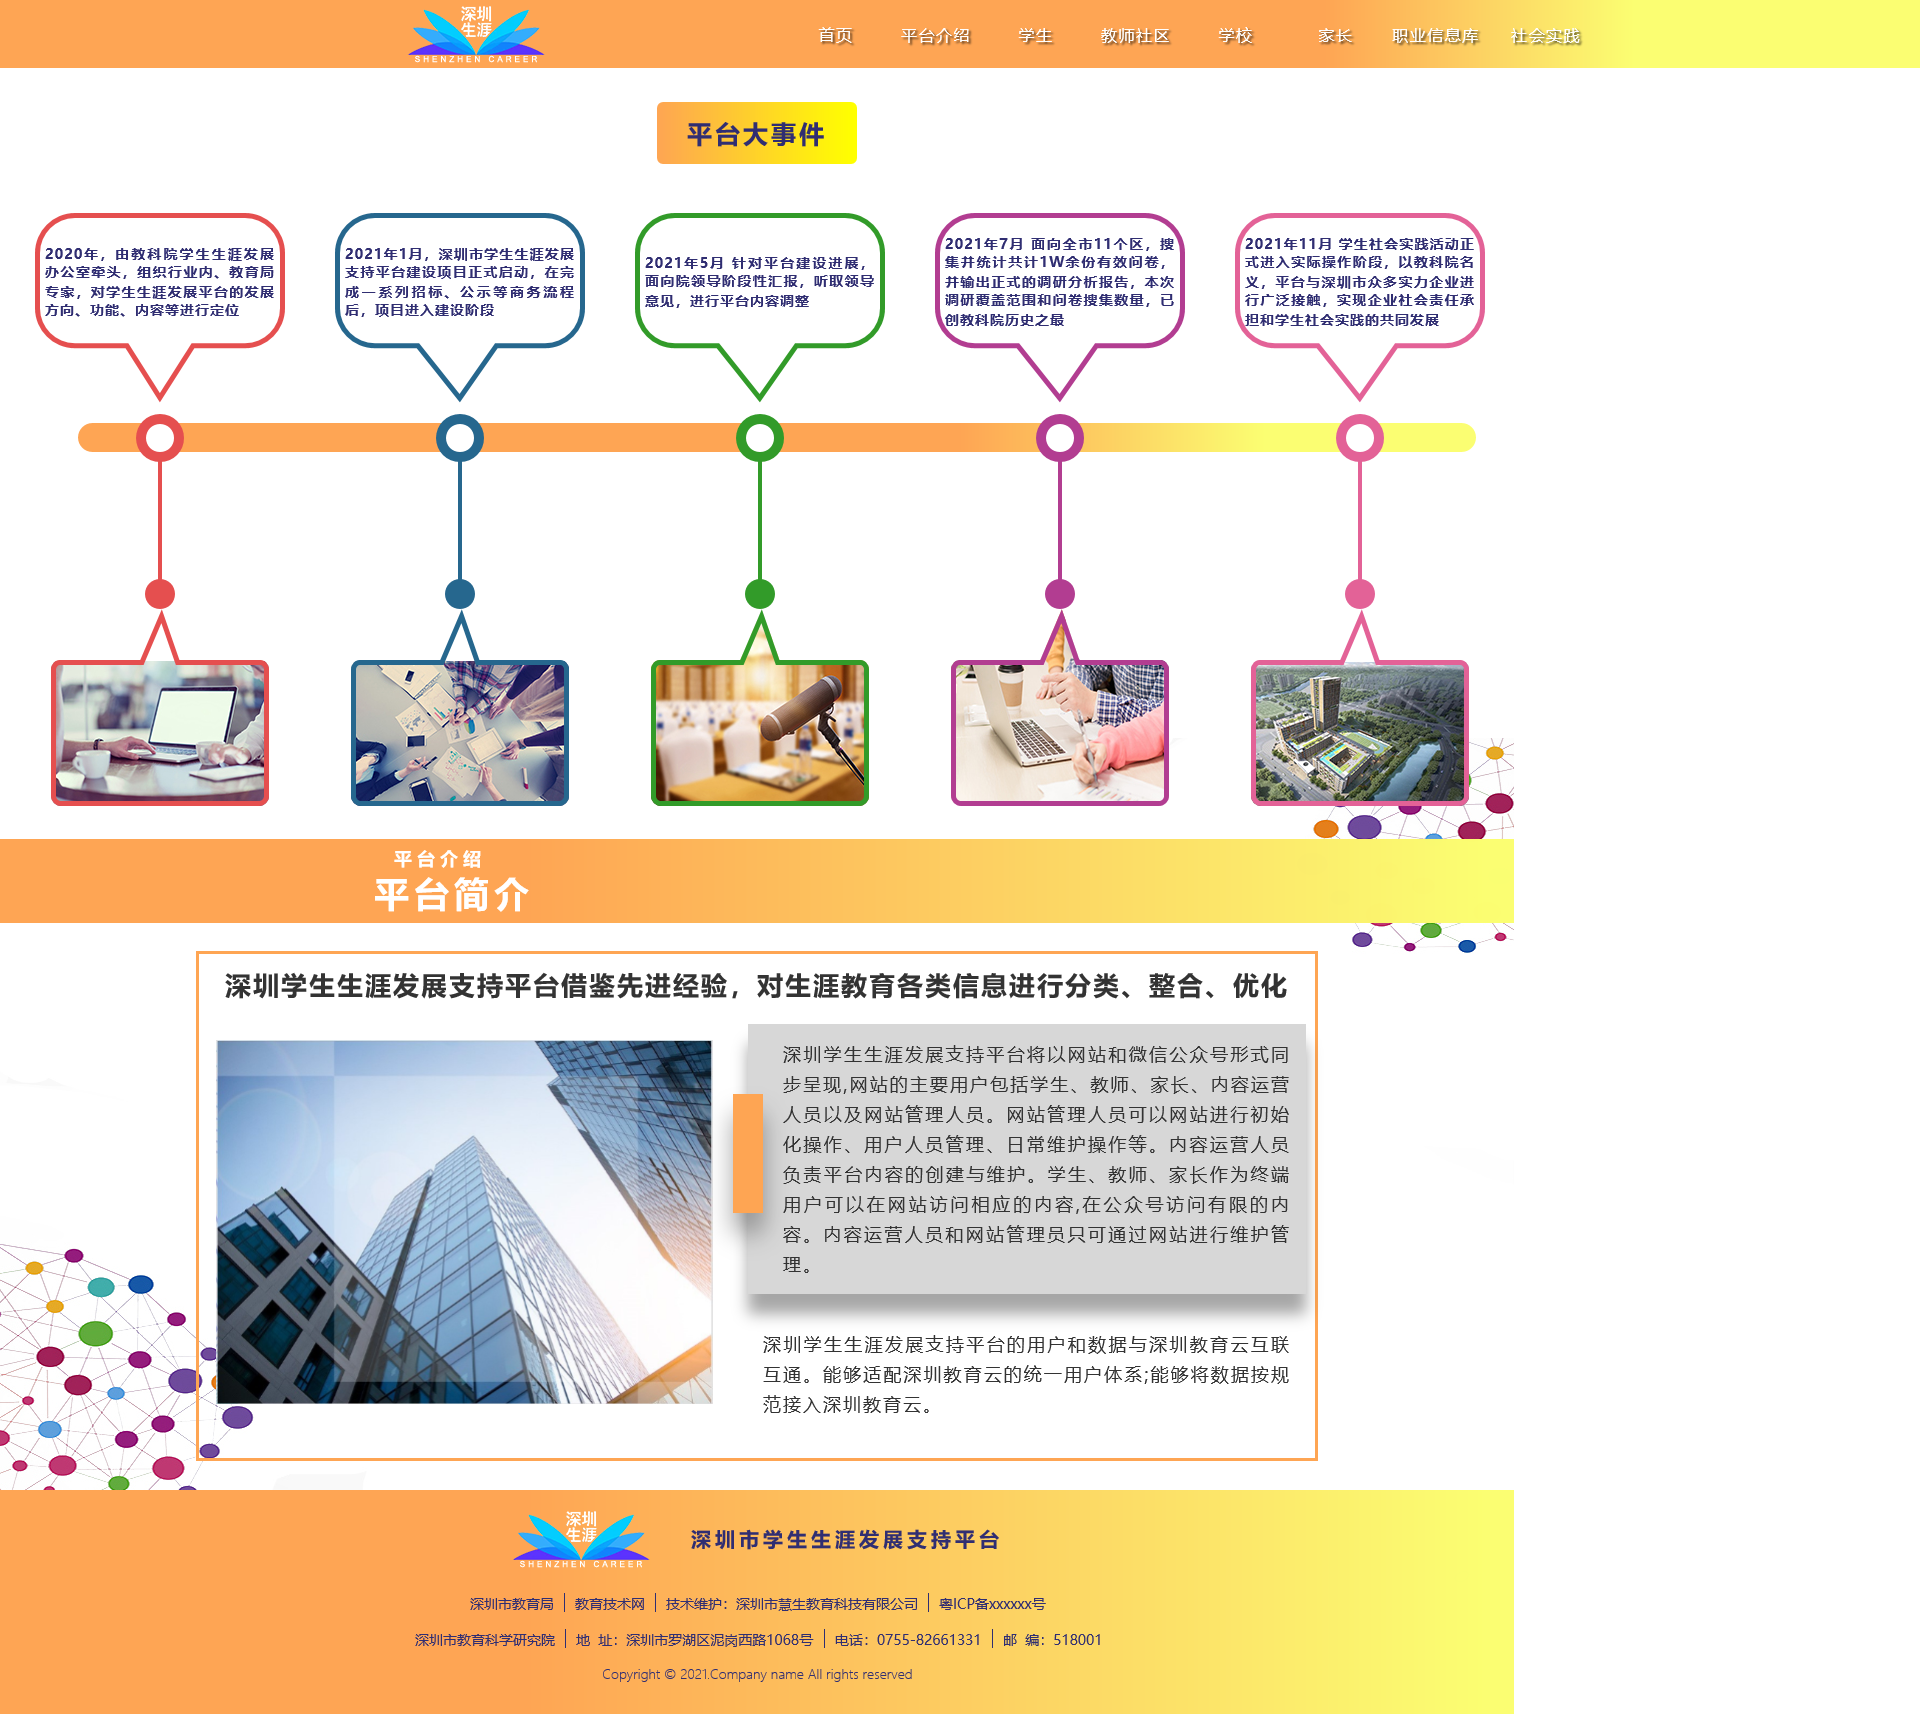 深圳
生涯
SHENZHEN CAREER
首页 平台介绍 学生 教师社区 学校 家长 职业信息库 社会实践
平台大事件
2020年，由教科院学生生涯发展
办公室牵头，组织行业内、教育局
专家，对学生生涯发展平台的发展
方向、功能、内容等进行定位
2021年1月，深圳市学生生涯发展
支持平台建设项目正式启动，在完
成一系列招标、公示等商务流程
后，项目进入建设阶段
2021年5月 针对平台建设进展，
面向院领导阶段性汇报，听取领导
意见，进行平台内容调整
2021年7月 面向全市11个区，搜
集并统计共计1W余份有效问卷，
并输出正式的调研分析报告，本次
调研覆盖范围和问卷搜集数量，已
创教科院历史之最
2021年11月 学生社会实践活动正
式进入实际操作阶段，以教科院名
义，平台与深圳市众多实力企业进
行广泛接触，实现企业社会责任承
担和学生社会实践的共同发展
平台介绍
平台简介
深圳学生生涯发展支持平台借鉴先进经验，对生涯教育各类信息进行分类、整合、优化
深圳学生生涯发展支持平台将以网站和微信公众号形式同
步呈现,网站的主要用户包括学生、教师、家长、内容运营
人员以及网站管理人员。网站管理人员可以网站进行初始
化操作、用户人员管理、日常维护操作等。内容运营人员
负责平台内容的创建与维护。学生、教师、家长作为终端
用户可以在网站访问相应的内容,在公众号访问有限的内
容。内容运营人员和网站管理员只可通过网站进行维护管
理。
深圳学生生涯发展支持平台的用户和数据与深圳教育云互联
互通。能够适配深圳教育云的统一用户体系;能够将数据按规
范接入深圳教育云。
深圳
生涯
SHENZHEN CAREER
深圳市学生生涯发展支持平台
深圳市教育局 教育技术网 技术维护：深圳市慧生教育科技有限公司 粤ICP备xxxxxx号
深圳市教育科学研究院 地 址：深圳市罗湖区泥岗西路1068号 电话：0755-82661331 邮 编：518001
Copyright © 2021.Company name All rights reserved